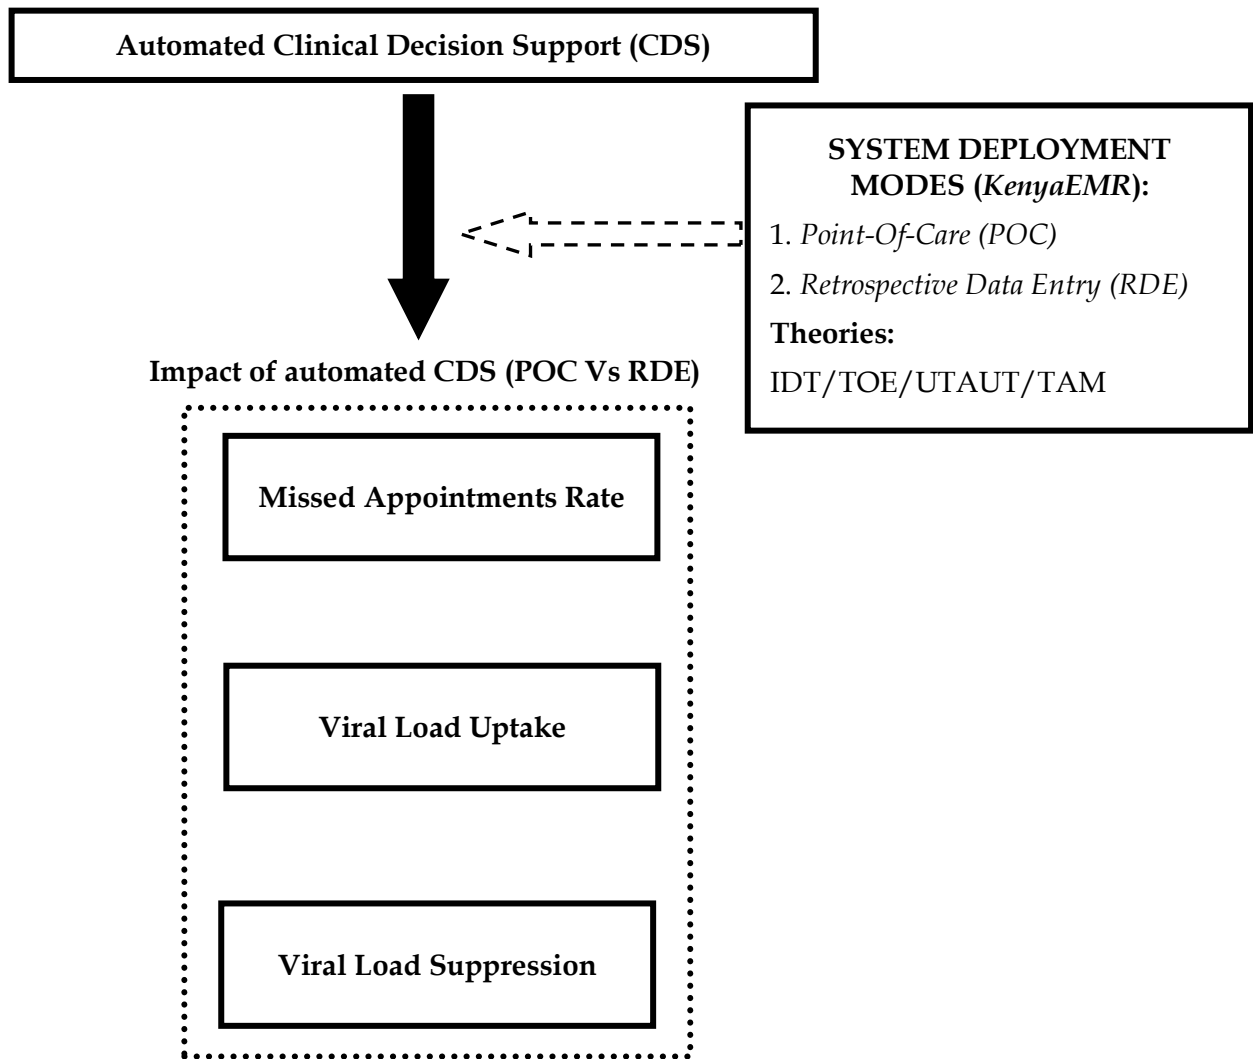 Automated Clinical Decision Support (CDS)
SYSTEM DEPLOYMENT
MODES (KenyaEMR):
1. Point-Of-Care (POC)
2. Retrospective Data Entry (RDE)
Theories:
IDT/TOE/UTAUT/TAM
Impact of automated CDS (POC Vs RDE)
Missed Appointments Rate
Viral Load Uptake
Viral Load Suppression